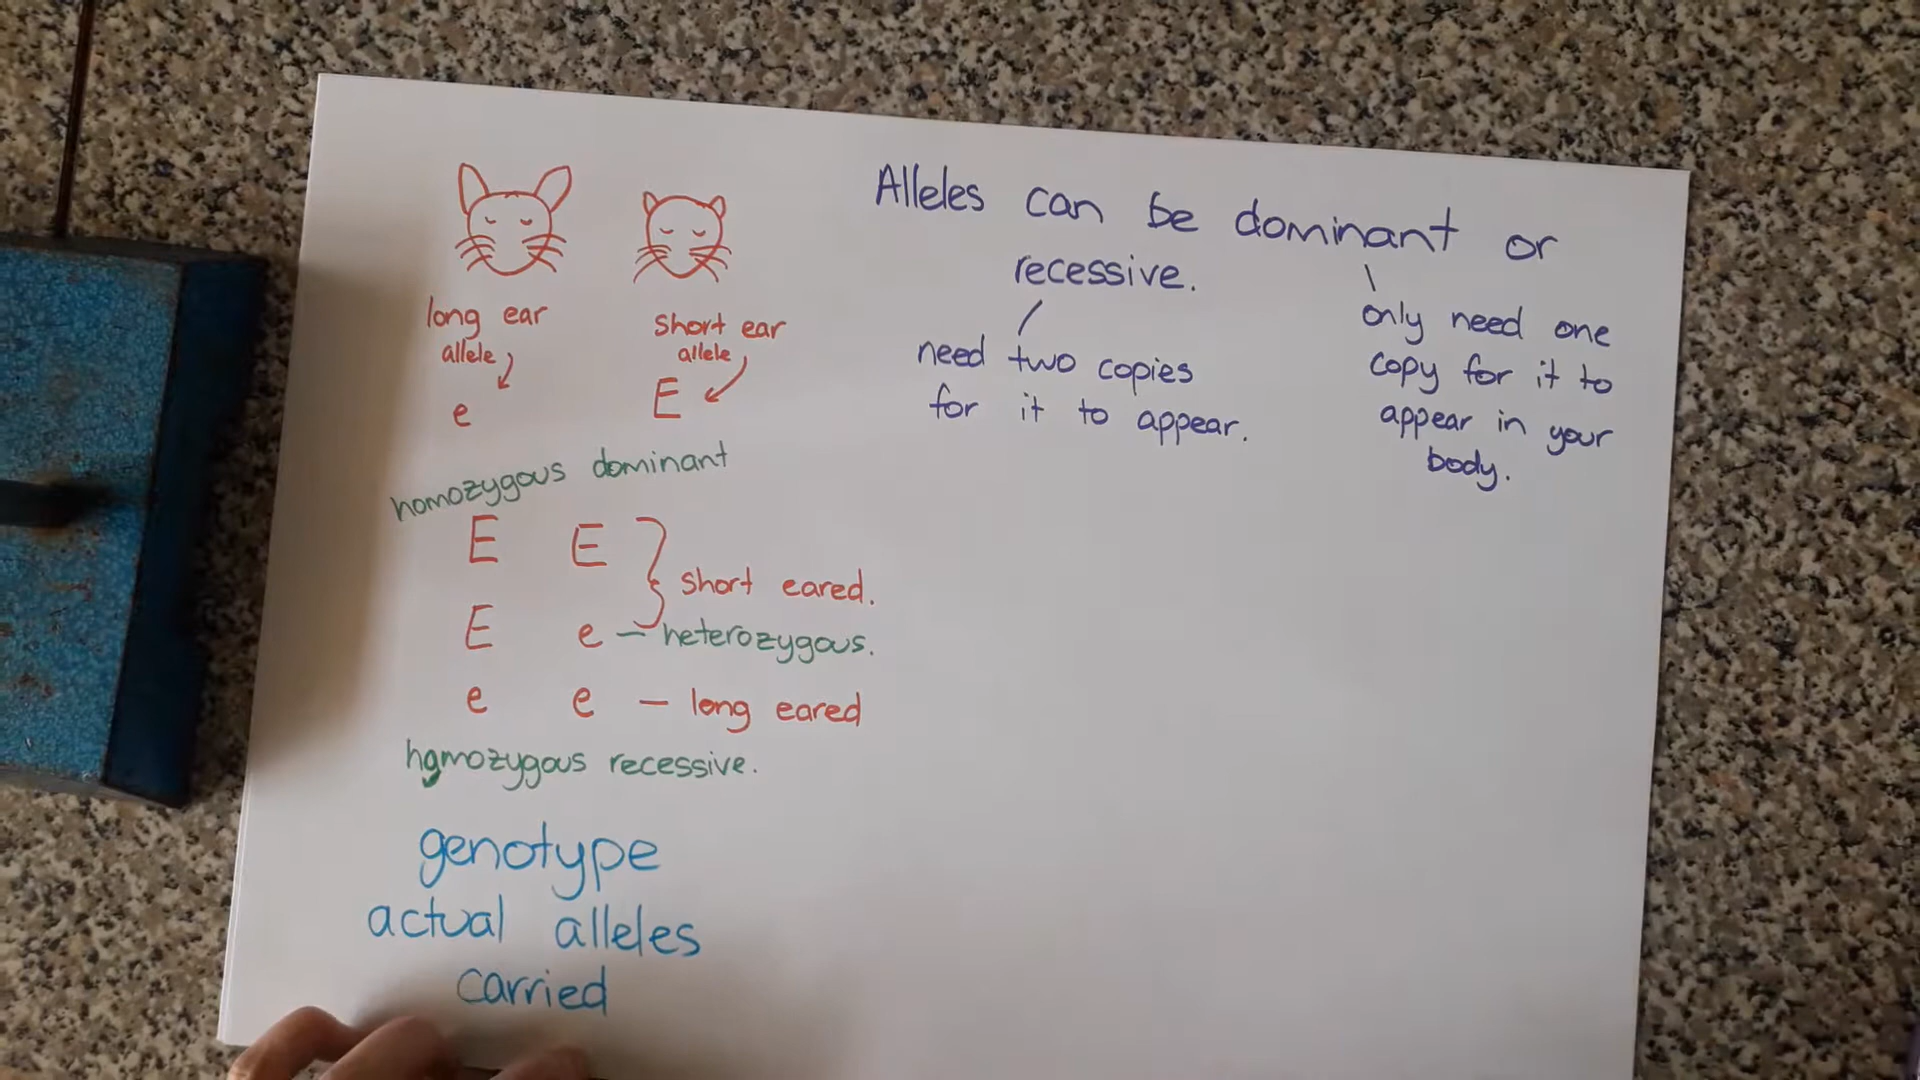 long ear
allele
e
short ear
allele
E
homozygous dominant
E E
short eared.
E e – heterozygous.
e e – long eared
homozygous recessive.
genotype
actual alleles
carried
Alleles can be dominant or
recessive.
need two copies
for it to appear.
only need one
copy for it to
appear in your
body.